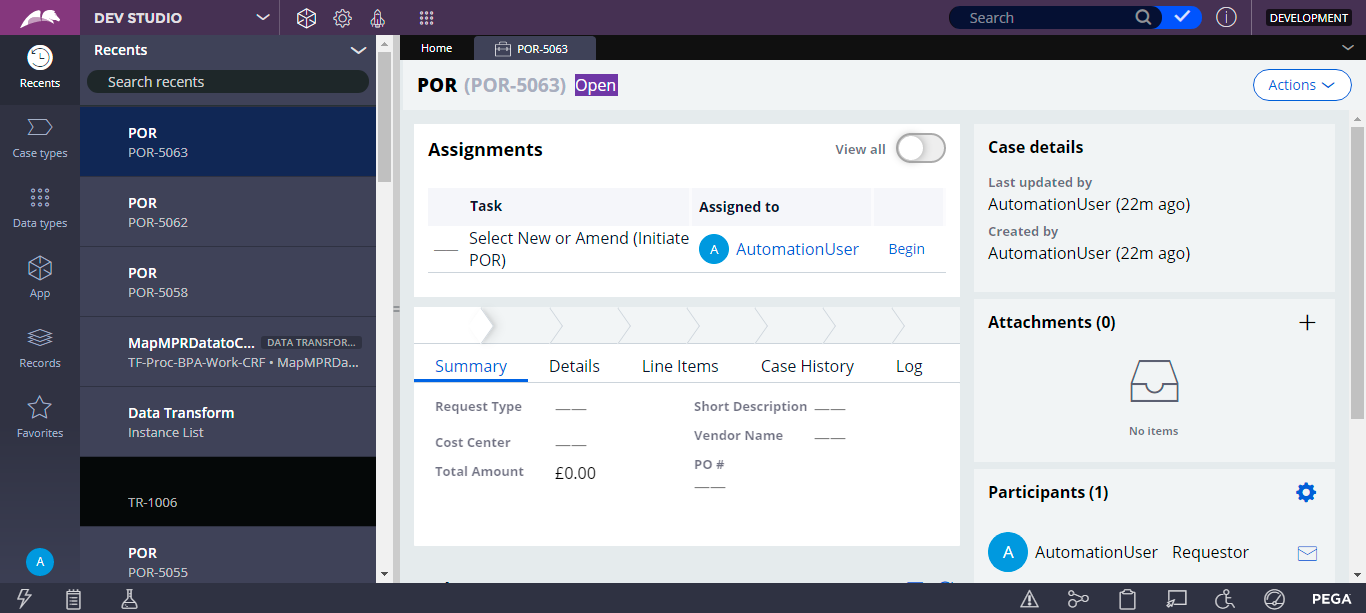 DEV STUDIO
Search
DEVELOPMENT
Recents
Case types
Data types
App
Records
Favorites
A
Recents
Search recents
POR
POR-5063
POR
POR-5062
POR
POR-5058
MapMPRDatatoC... DATA TRANSFOR...
TF-Proc-BPA-Work-CRF • MapMPRDa...
Data Transform
Instance List
TR-1006
POR
POR-5055
Home
POR-5063
POR (POR-5063) Open
Actions
Assignments
View all
Task
Assigned to
Select New or Amend (Initiate
POR)
A
AutomationUser
Begin
Summary
Details
Line Items
Case History
Log
Request Type ——
Short Description ——
Cost Center ——
Vendor Name ——
Total Amount £0.00
PO #
——
Case details
Last updated by
AutomationUser (22m ago)
Created by
AutomationUser (22m ago)
Attachments (0)
No items
Participants (1)
A
AutomationUser Requestor
PEGA